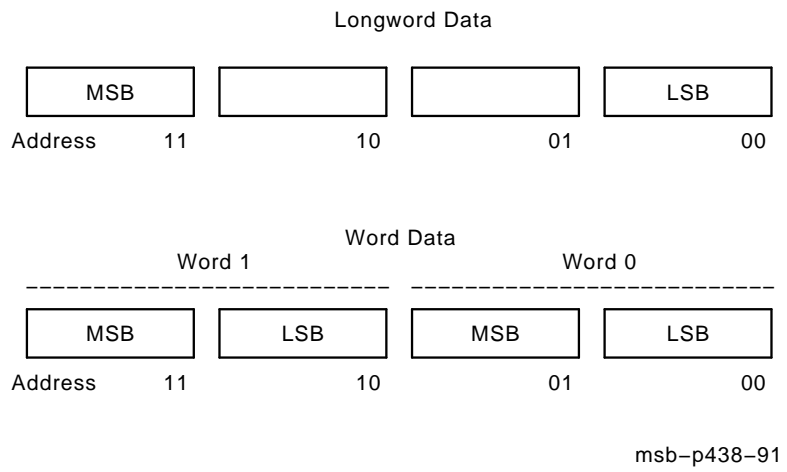 Longword Data
MSB LSB
Address 11 10 01 00
Word Data
Word 1 Word 0
MSB LSB MSB LSB
Address 11 10 01 00
msb–p438–91